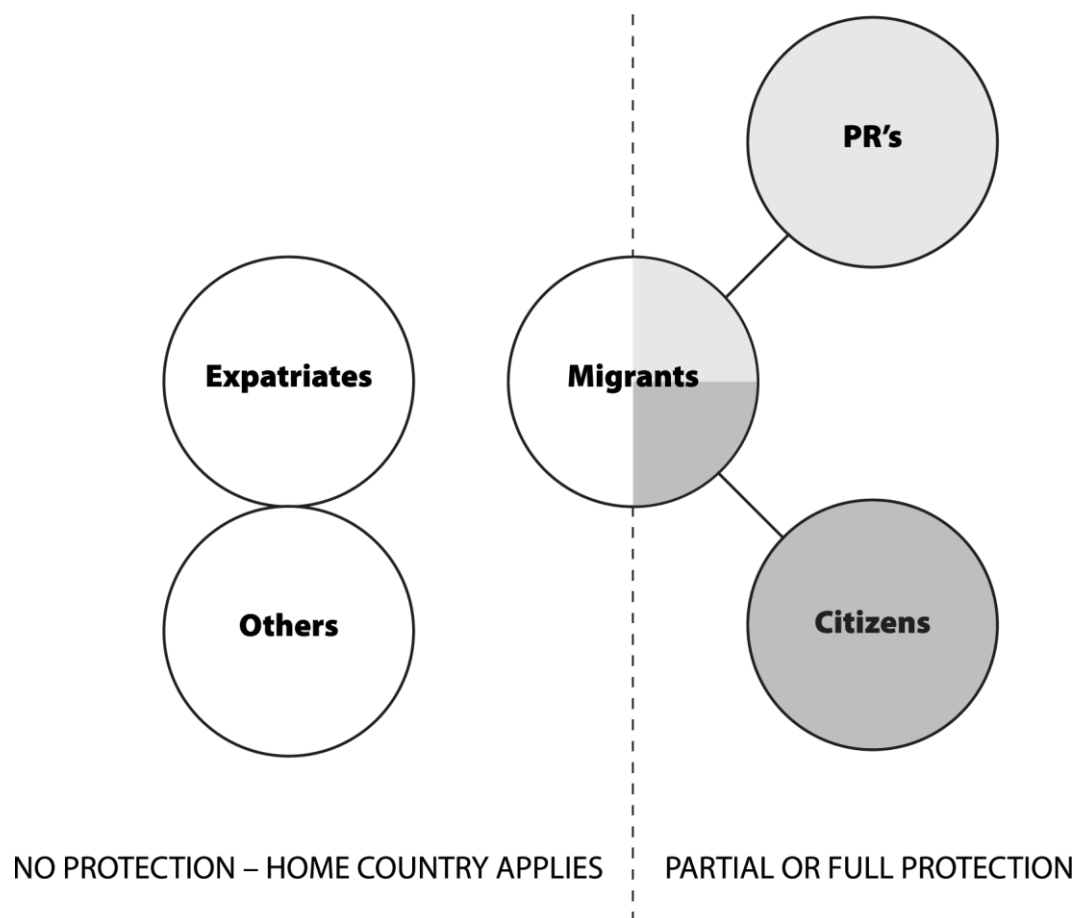 PR's
Expatriates
Migrants
Others
Citizens
NO PROTECTION – HOME COUNTRY APPLIES
PARTIAL OR FULL PROTECTION